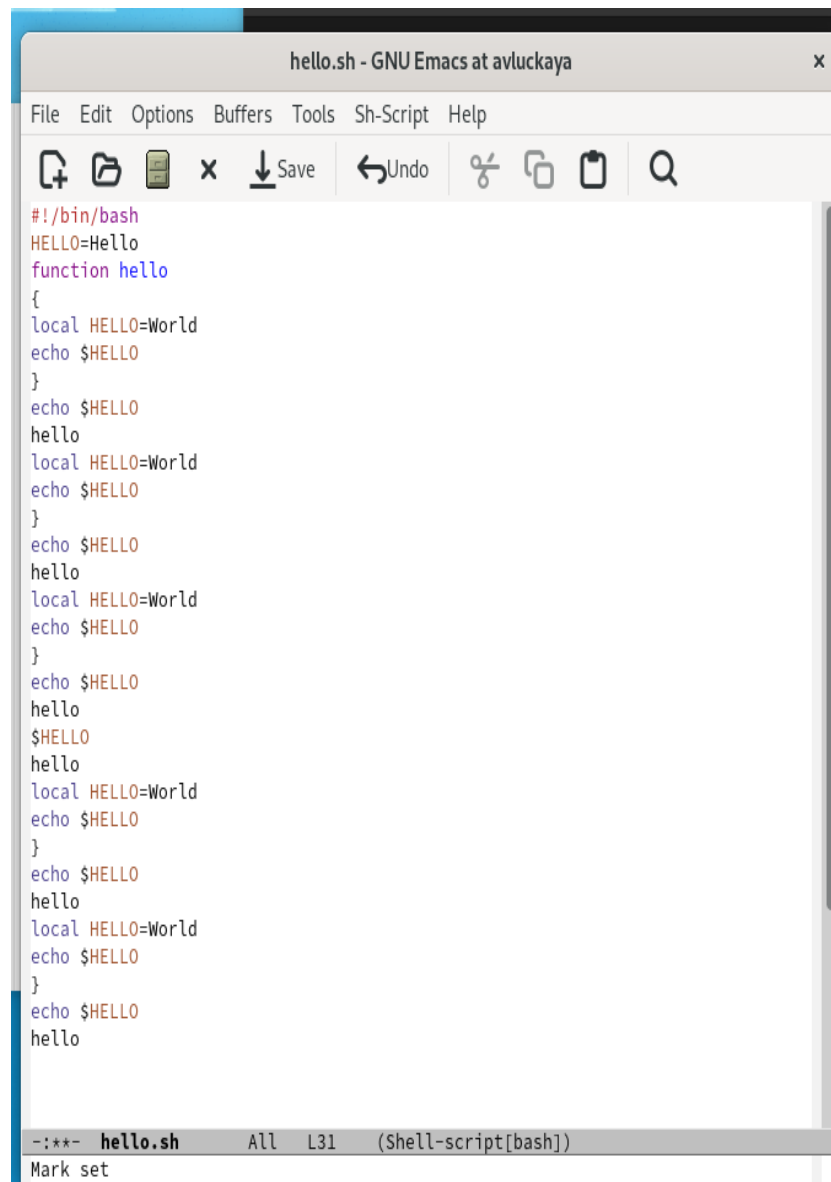 hello.sh - GNU Emacs at avluckaya
File Edit Options Buffers Tools Sh-Script Help
Save Undo
#!/bin/bash
HELLO=Hello
function hello
{
local HELLO=World
echo $HELLO
}
echo $HELLO
hello
local HELLO=World
echo $HELLO
}
echo $HELLO
hello
local HELLO=World
echo $HELLO
}
echo $HELLO
hello
$HELLO
hello
local HELLO=World
echo $HELLO
}
echo $HELLO
hello
local HELLO=World
echo $HELLO
}
echo $HELLO
hello
-:**- hello.sh All L31 (Shell-script[bash])
Mark set